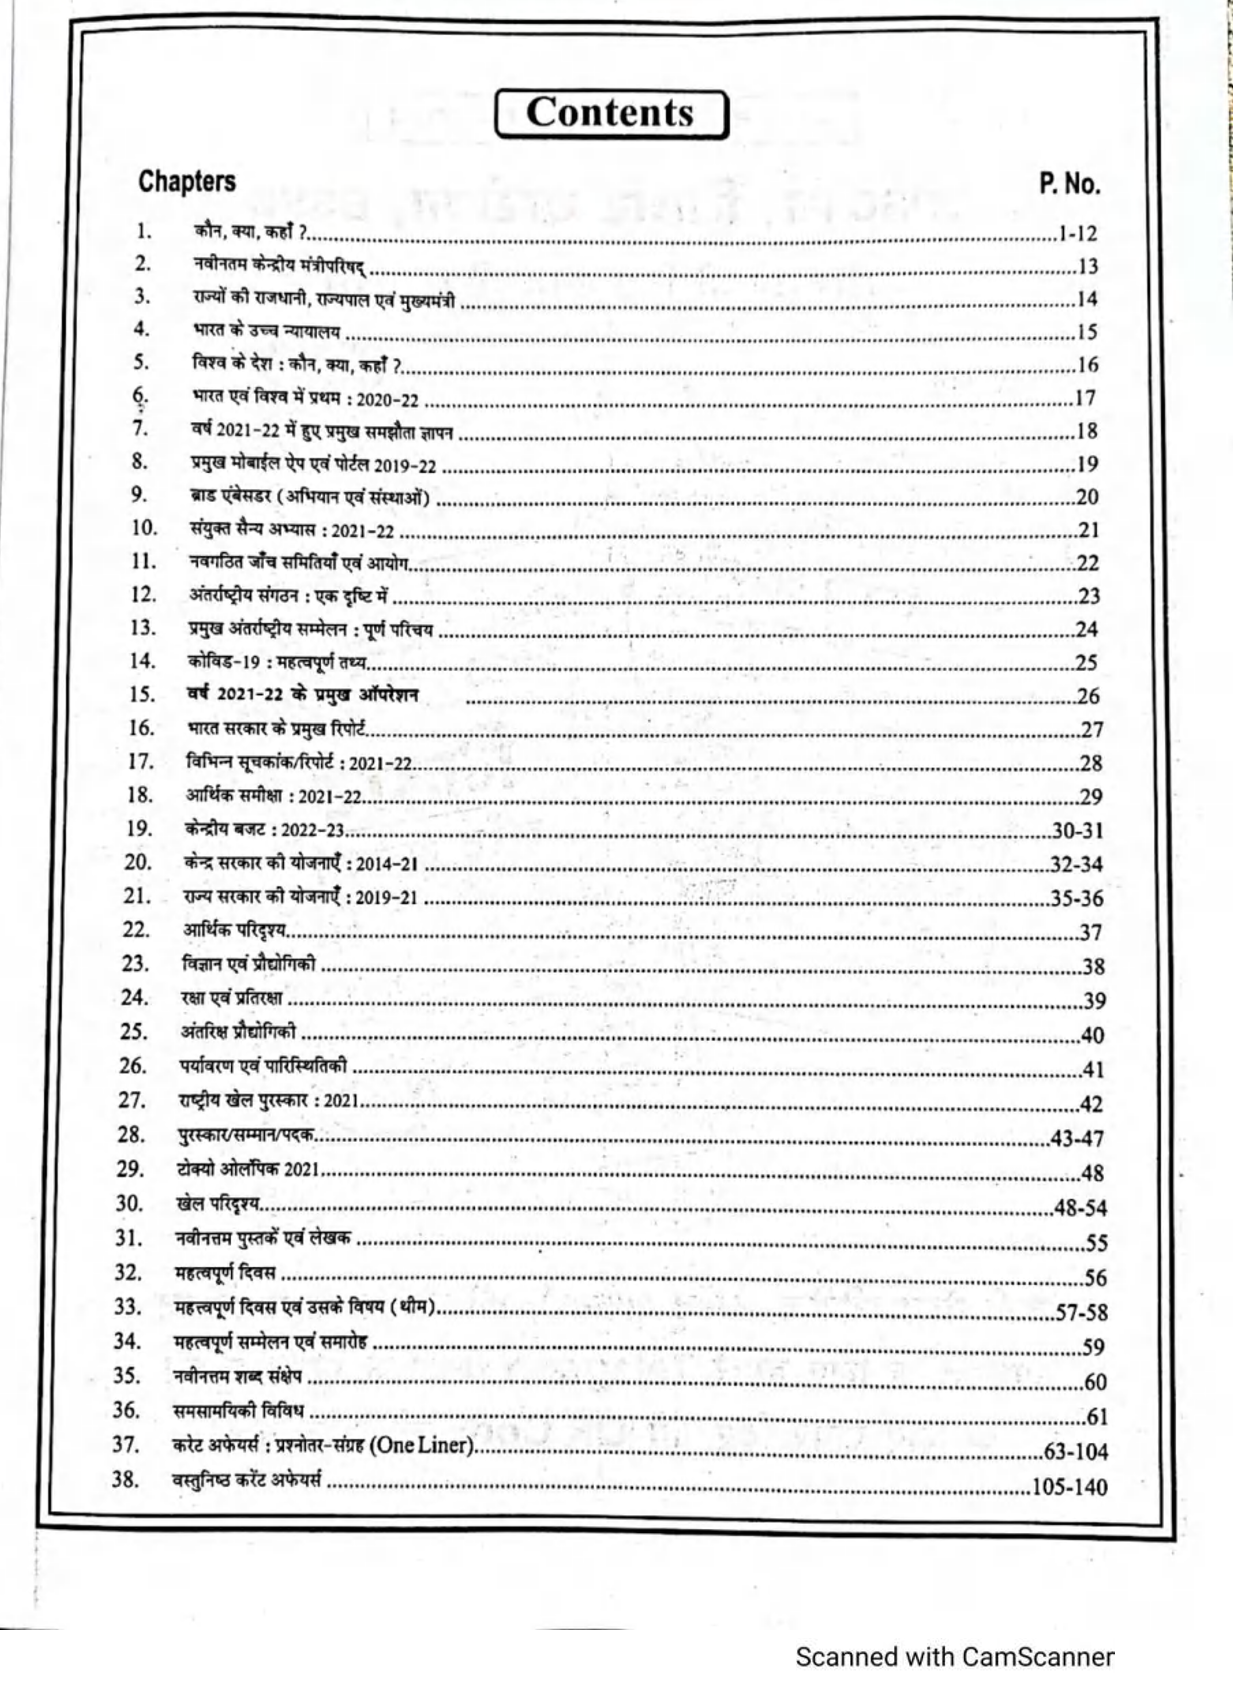 Contents
Chapters P. No.
1. कौन, क्या, कहाँ ?..........1-12
2. नवीनतम केन्द्रीय मंत्रीपरिषद् ..........13
3. राज्यों की राजधानी, राज्यपाल एवं मुख्यमंत्री ..........14
4. भारत के उच्च न्यायालय ..........15
5. विश्व के देश : कौन, क्या, कहाँ ?..........16
6. भारत एवं विश्व में प्रथम : 2020-22 ..........17
7. वर्ष 2021-22 में हुए प्रमुख समझौता ज्ञापन ..........18
8. प्रमुख मोबाईल ऐप एवं पोर्टल 2019-22 ..........19
9. ब्राड एंबेसडर (अभियान एवं संस्थाओं) ..........20
10. संयुक्त सैन्य अभ्यास : 2021-22 ..........21
11. नवगठित जाँच समितियाँ एवं आयोग..........22
12. अंतर्राष्ट्रीय संगठन : एक दृष्टि में ..........23
13. प्रमुख अंतर्राष्ट्रीय सम्मेलन : पूर्ण परिचय ..........24
14. कोविड-19 : महत्वपूर्ण तथ्य..........25
15. वर्ष 2021-22 के प्रमुख ऑपरेशन ..........26
16. भारत सरकार के प्रमुख रिपोर्ट..........27
17. विभिन्न सूचकांक/रिपोर्ट : 2021-22..........28
18. आर्थिक समीक्षा : 2021-22..........29
19. केन्द्रीय बजट : 2022-23..........30-31
20. केन्द्र सरकार की योजनाएँ : 2014-21 ..........32-34
21. राज्य सरकार की योजनाएँ : 2019-21 ..........35-36
22. आर्थिक परिदृश्य..........37
23. विज्ञान एवं प्रौद्योगिकी ..........38
24. रक्षा एवं प्रतिरक्षा ..........39
25. अंतरिक्ष प्रौद्योगिकी ..........40
26. पर्यावरण एवं पारिस्थितिकी ..........41
27. राष्ट्रीय खेल पुरस्कार : 2021..........42
28. पुरस्कार/सम्मान/पदक..........43-47
29. टोक्यो ओलंपिक 2021..........48
30. खेल परिदृश्य..........48-54
31. नवीनत्तम पुस्तकें एवं लेखक ..........55
32. महत्वपूर्ण दिवस ..........56
33. महत्त्वपूर्ण दिवस एवं उसके विषय (थीम)..........57-58
34. महत्वपूर्ण सम्मेलन एवं समारोह ..........59
35. नवीनत्तम शब्द संक्षेप ..........60
36. समसामयिकी विविध ..........61
37. करेंट अफेयर्स : प्रश्नोतर-संग्रह (One Liner)..........63-104
38. वस्तुनिष्ठ करेंट अफेयर्स ..........105-140
Scanned with CamScanner